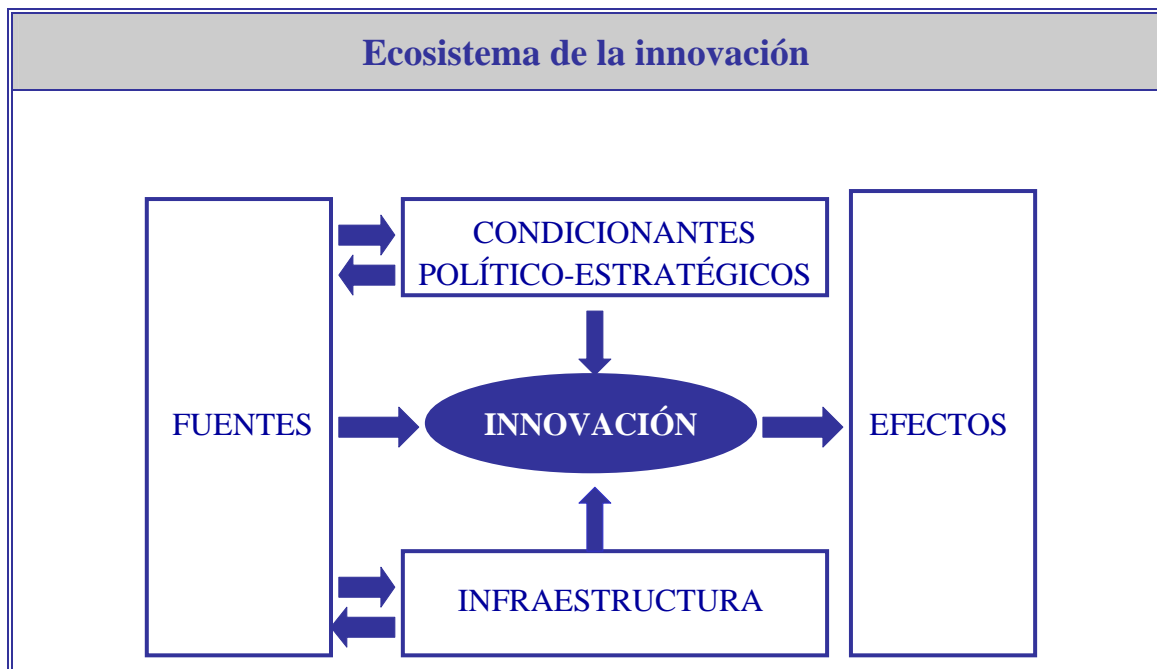 Ecosistema de la innovación
CONDICIONANTES
POLÍTICO-ESTRATÉGICOS
FUENTES
INNOVACIÓN
EFECTOS
INFRAESTRUCTURA